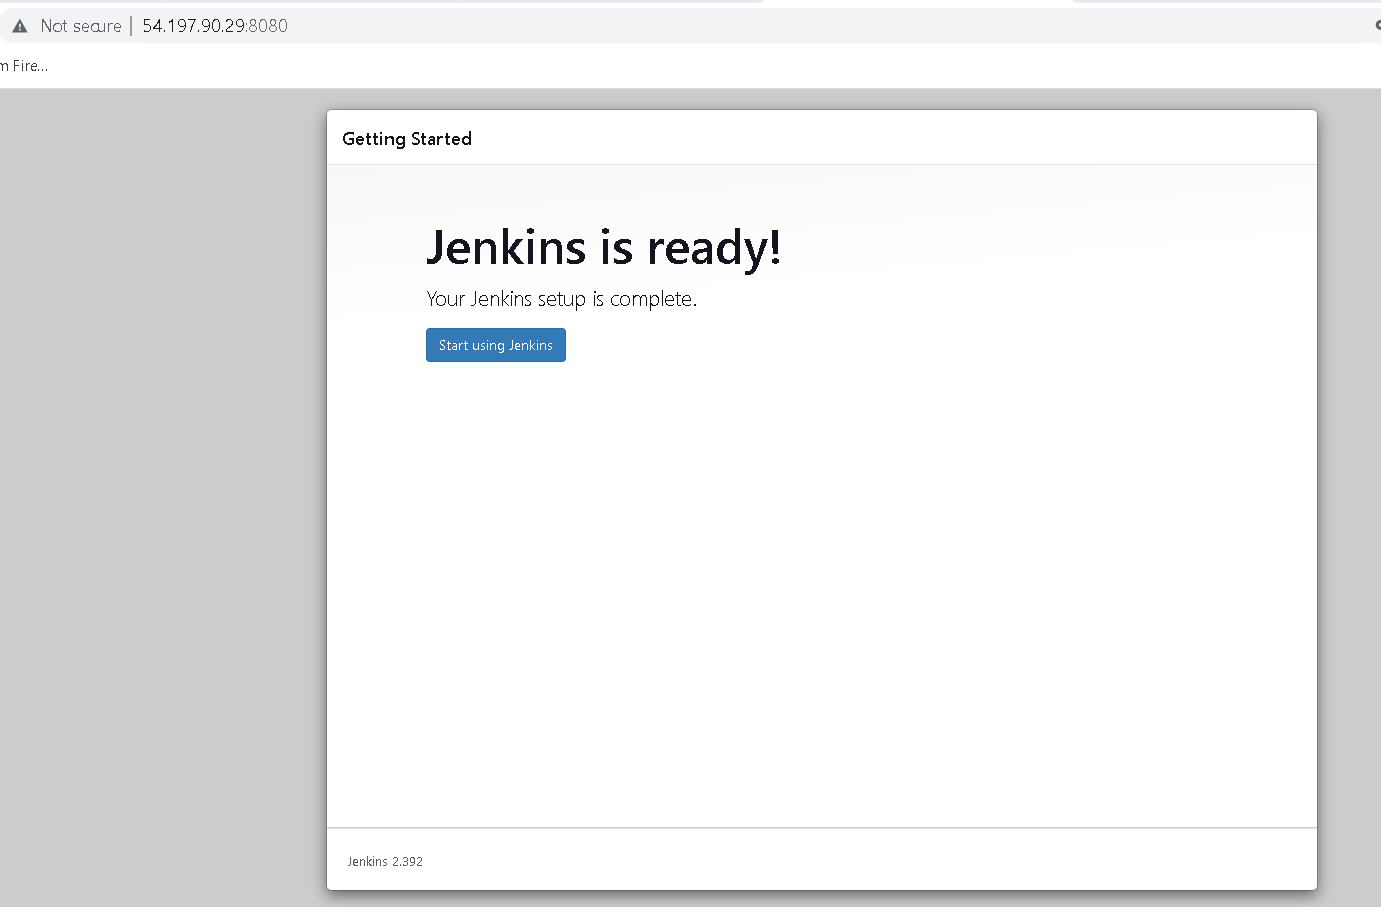 Not secure | 54.197.90.29:8080
m Fire...
Getting Started
Jenkins is ready!
Your Jenkins setup is complete.
Start using Jenkins
Jenkins 2.392